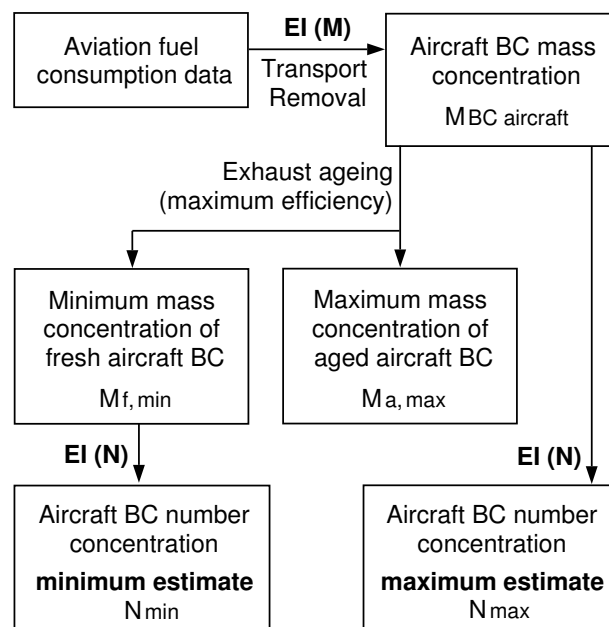 Aviation fuel
consumption data
EI (M)
Transport
Removal
Aircraft BC mass
concentration
MBC aircraft
Exhaust ageing
(maximum efficiency)
Minimum mass
concentration of
fresh aircraft BC
Mf, min
Maximum mass
concentration of
aged aircraft BC
Ma, max
EI (N)
EI (N)
Aircraft BC number
concentration
minimum estimate
Nmin
Aircraft BC number
concentration
maximum estimate
Nmax